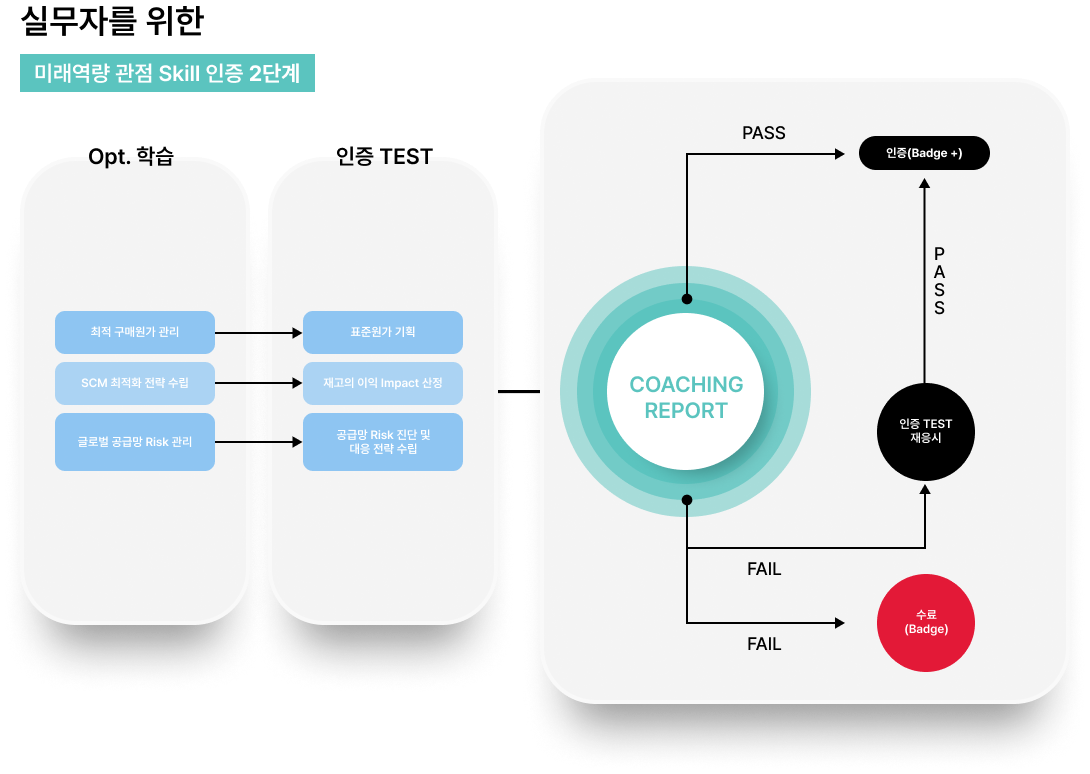 실무자를 위한
미래역량 관점 Skill 인증 2단계
Opt. 학습
인증 TEST
최적 구매원가 관리
표준원가 기획
SCM 최적화 전략 수립
재고의 이익 Impact 산정
글로벌 공급망 Risk 관리
공급망 Risk 진단 및
대응 전략 수립
COACHING
REPORT
PASS
인증(Badge +)
P
A
S
S
인증 TEST
재응시
FAIL
수료
(Badge)
FAIL